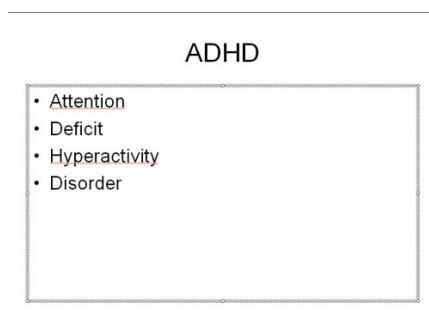 ADHD
• Attention
• Deficit
• Hyperactivity
• Disorder